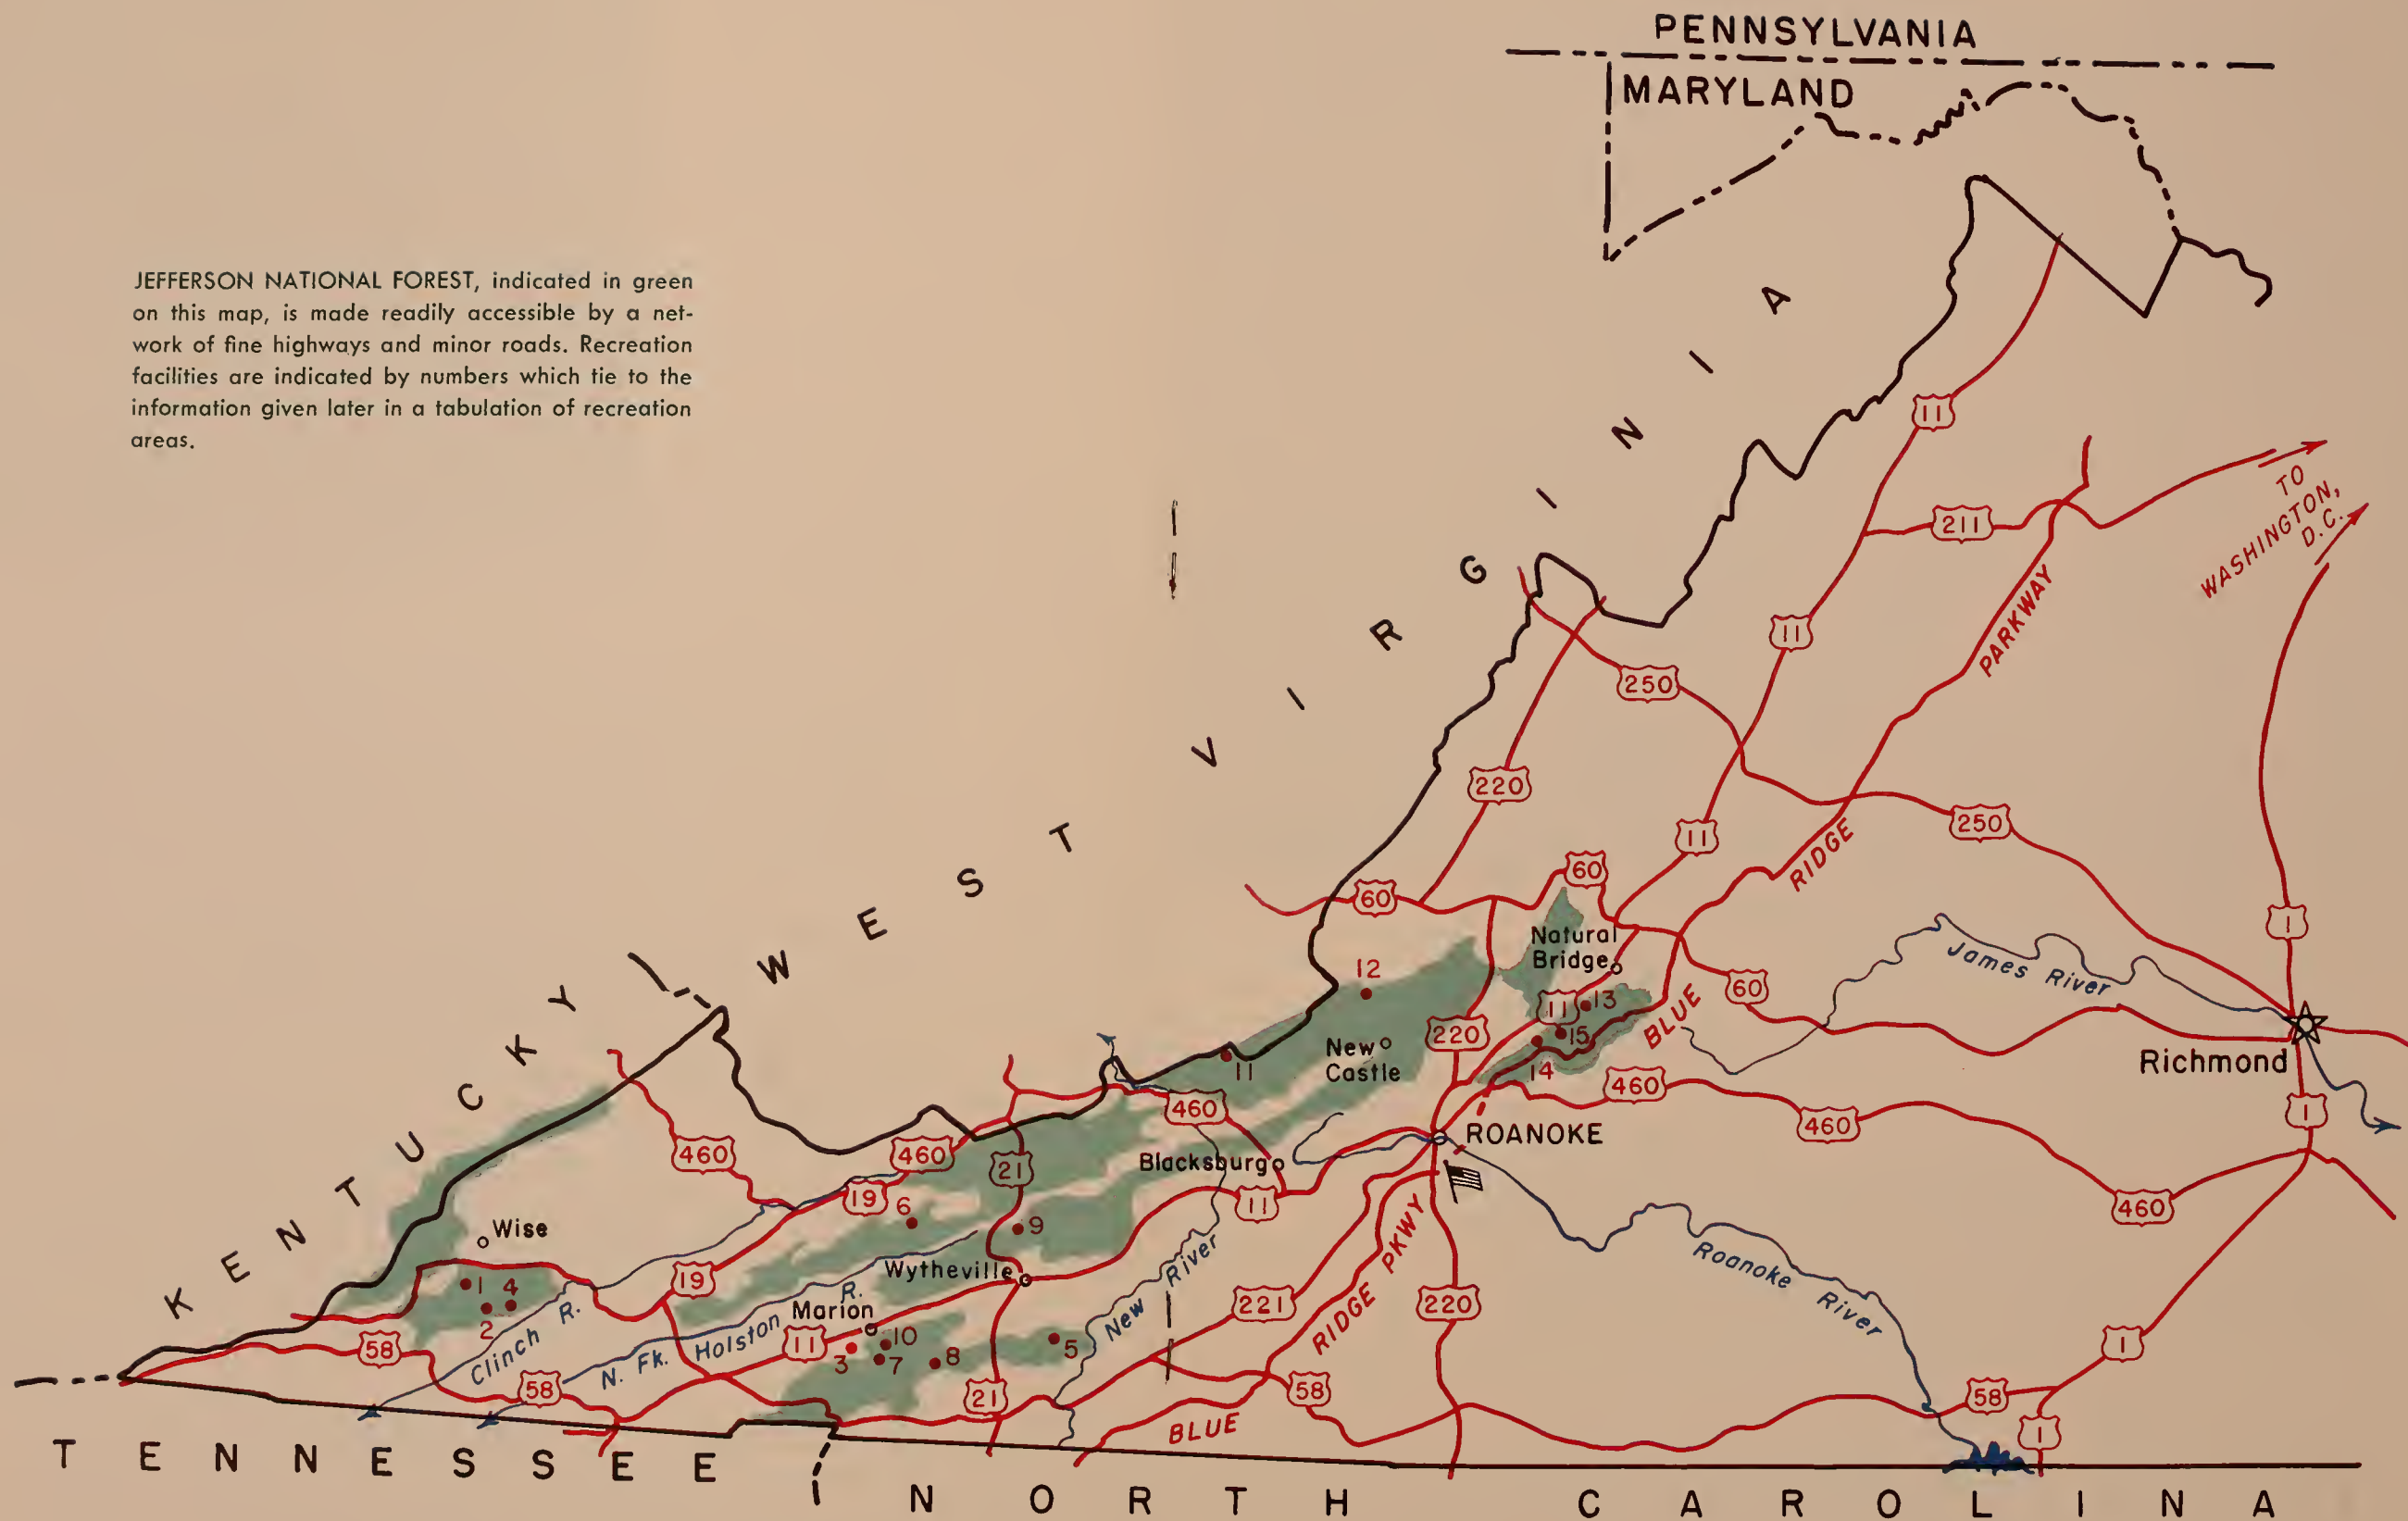 PENNSYLVANIA
MARYLAND
JEFFERSON NATIONAL FOREST, indicated in green
on this map, is made readily accessible by a net-
work of fine highways and minor roads. Recreation
facilities are indicated by numbers which tie to the
information given later in a tabulation of recreation
areas.
WEST VIRGINIA
KENTUCKY
TENNESSEE
NORTH CAROLINA
11
211
TO
WASHINGTON,
D.C.
11
PARKWAY
250
220
11
RIDGE
250
60
60
1
Natural
Bridge
James River
12
11
13
60
BLUE
220
15
New
Castle
11
14
Richmond
460
460
1
460
460
460
21
ROANOKE
Blacksburg
19
6
11
460
9
Wise
Wytheville
19
1
4
2
Clinch R.
N. Fk. Holston R.
Marion
New River
221
RIDGE PKWY
220
Roanoke River
58
11
10
3
7
8
5
1
58
21
58
58
BLUE
1